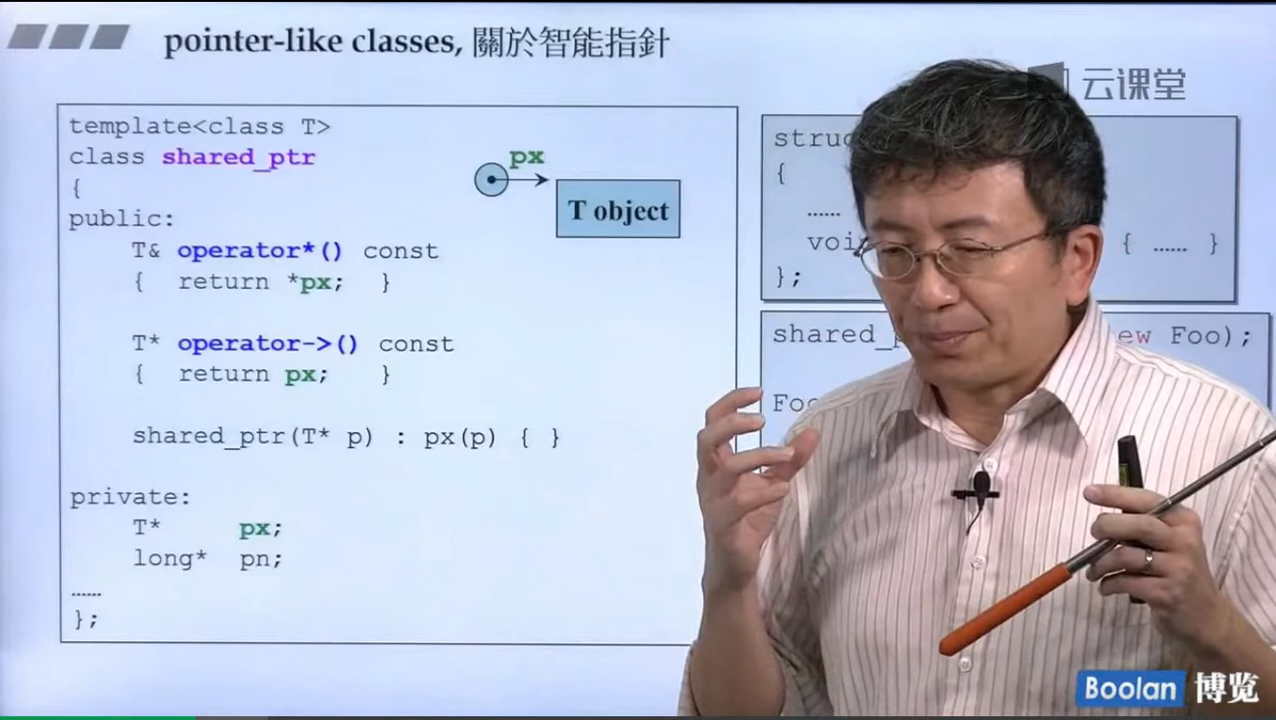 pointer-like classes, 關於智能指針
云课堂
template<class T>
class shared_ptr
{
public:
T& operator*() const
{ return *px; }
T* operator->() const
{ return px; }
shared_ptr(T* p) : px(p) { }
private:
T* px;
long* pn;
……
};
px
T object
{
……
{ …… }
};
new Foo);
Boolan 博览